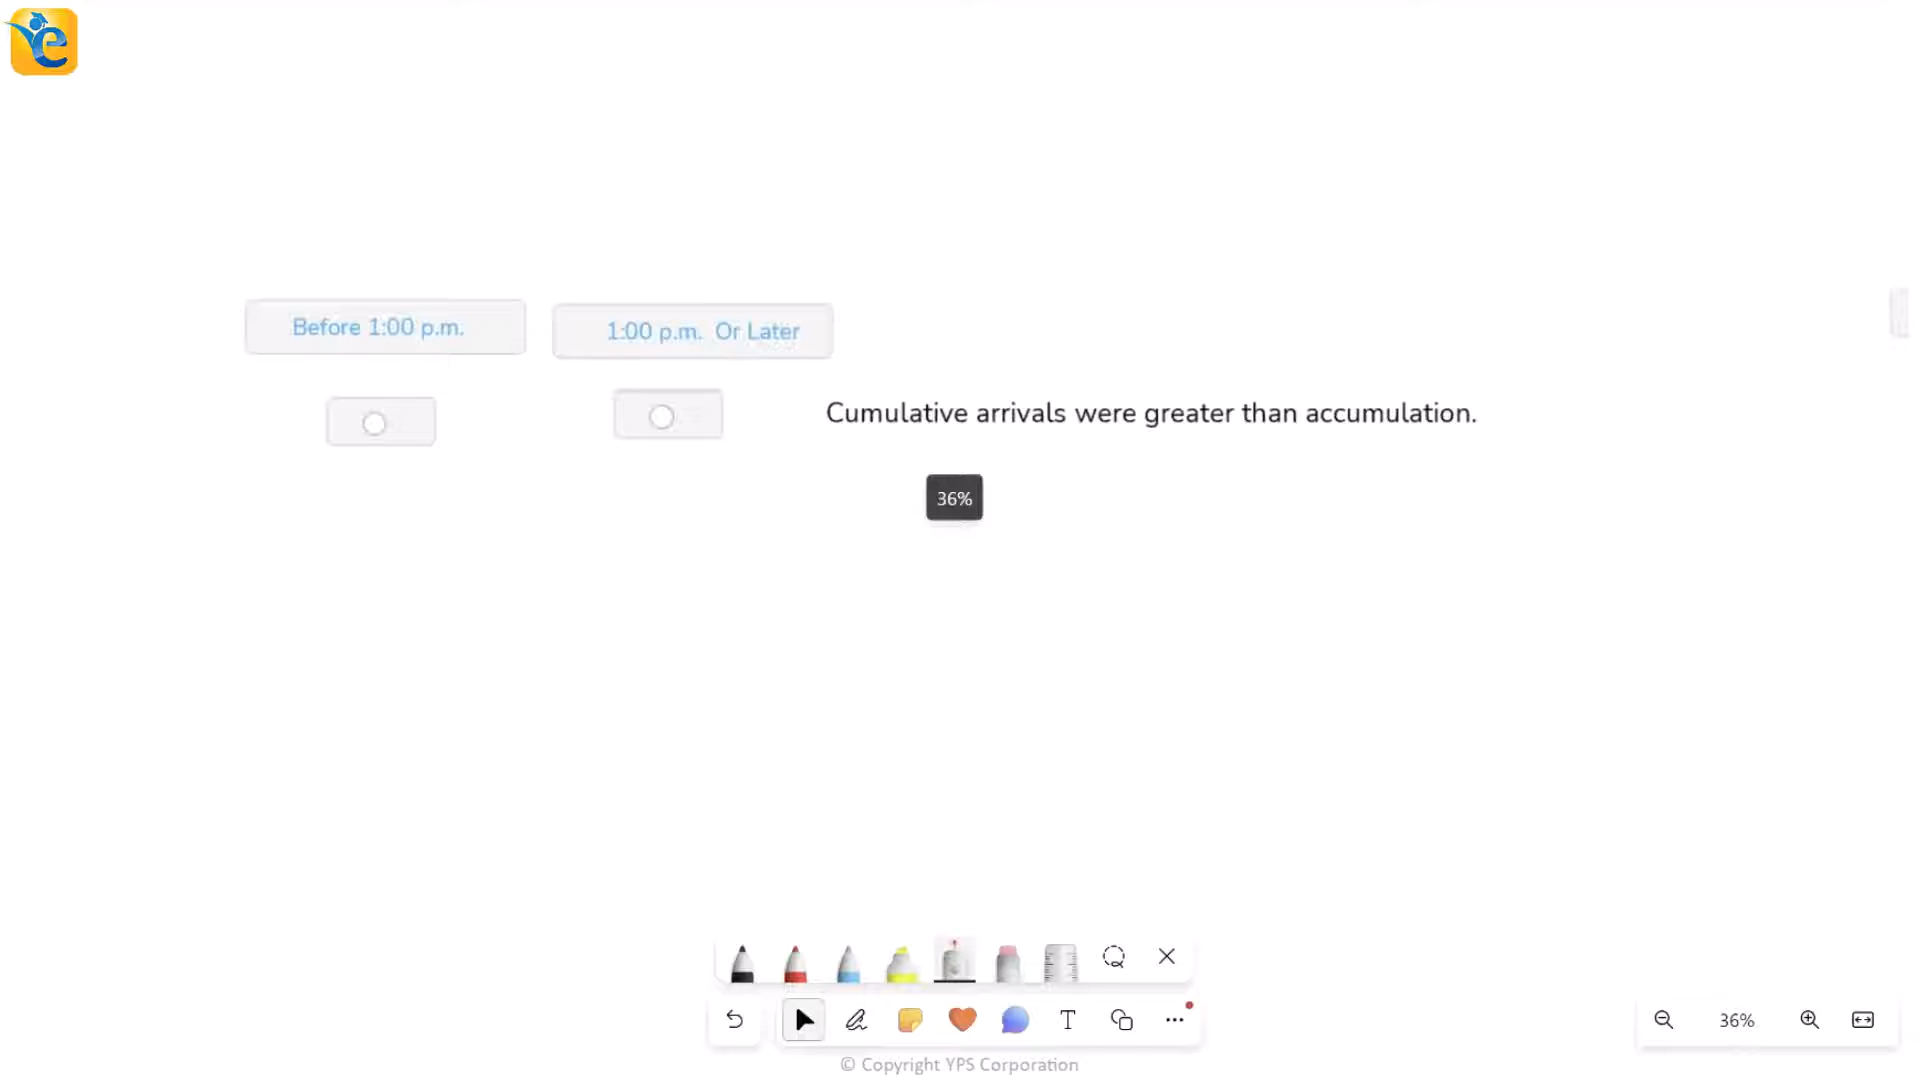 Before 1:00 p.m.
1:00 p.m. Or Later
Cumulative arrivals were greater than accumulation.
36%
T
36%
© Copyright YPS Corporation